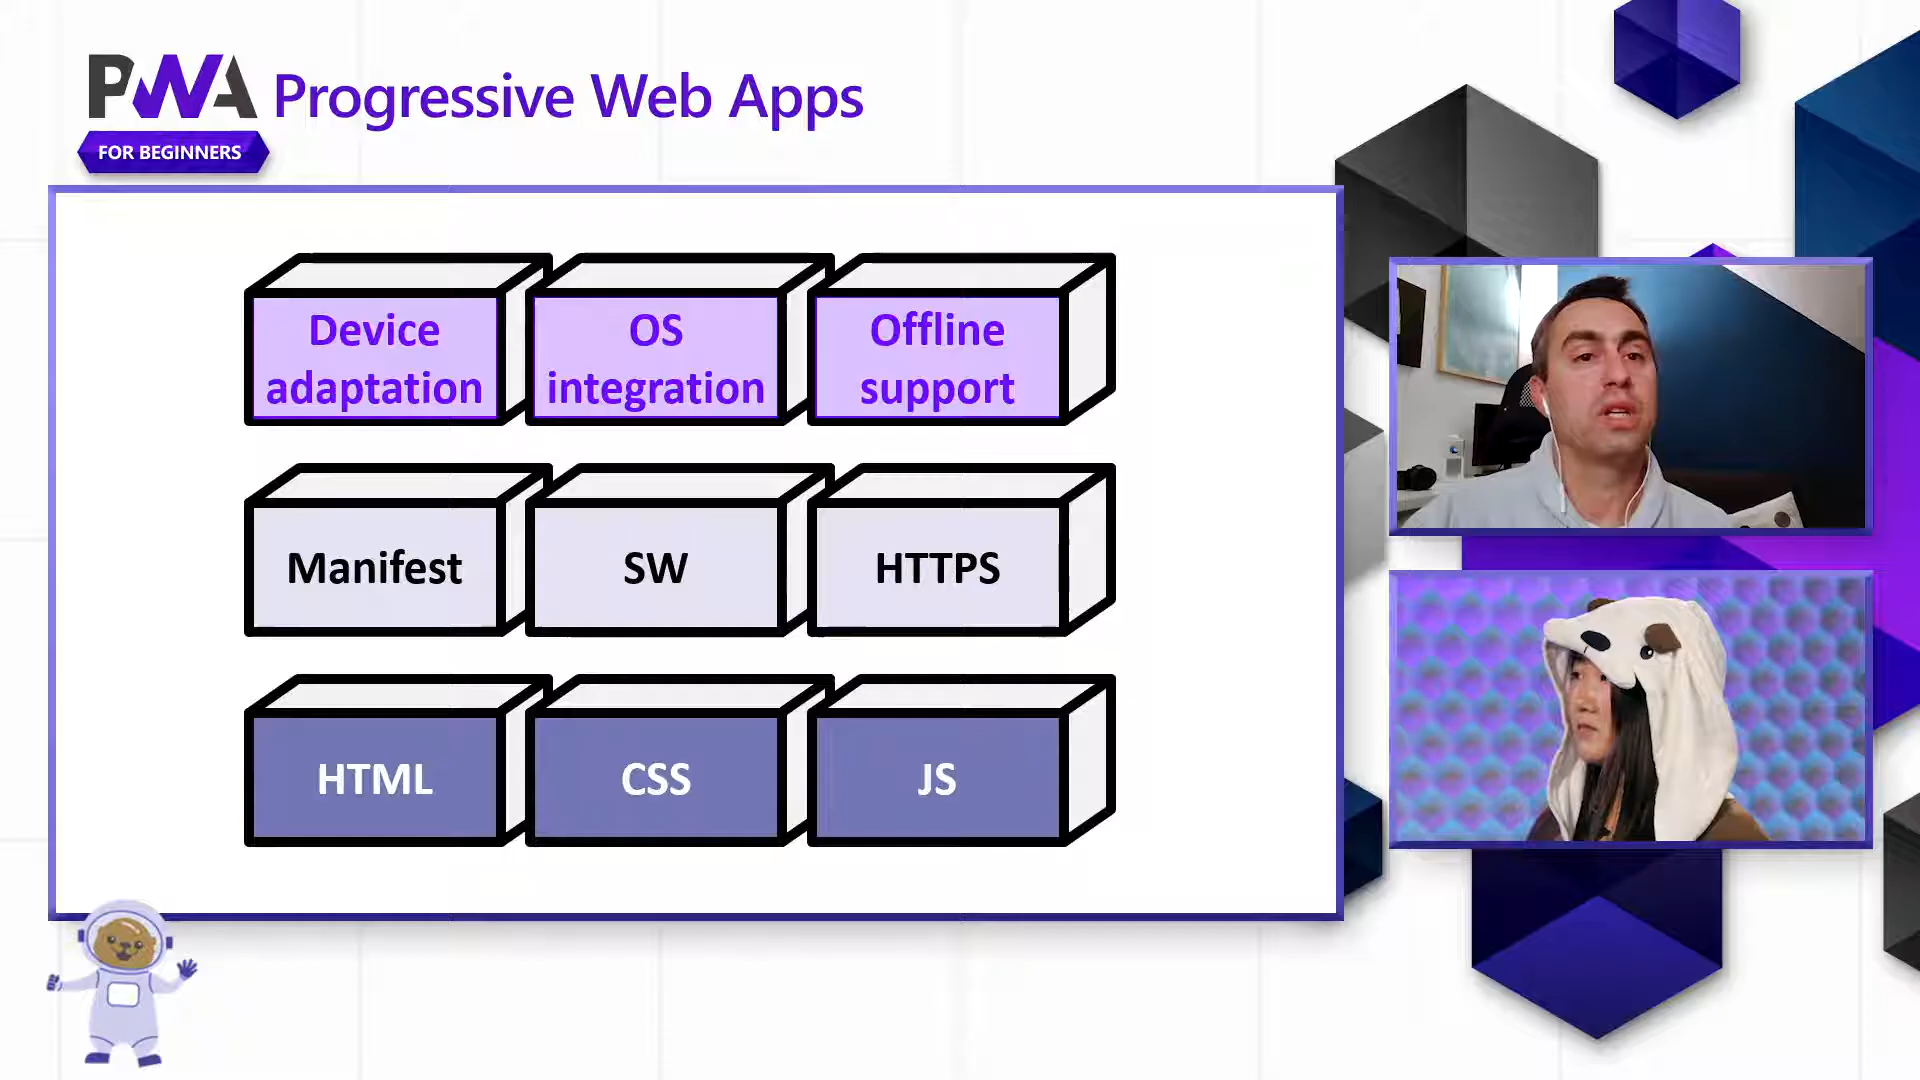 PWA Progressive Web Apps
FOR BEGINNERS
Device
adaptation
OS
integration
Offline
support
Manifest
SW
HTTPS
HTML
CSS
JS